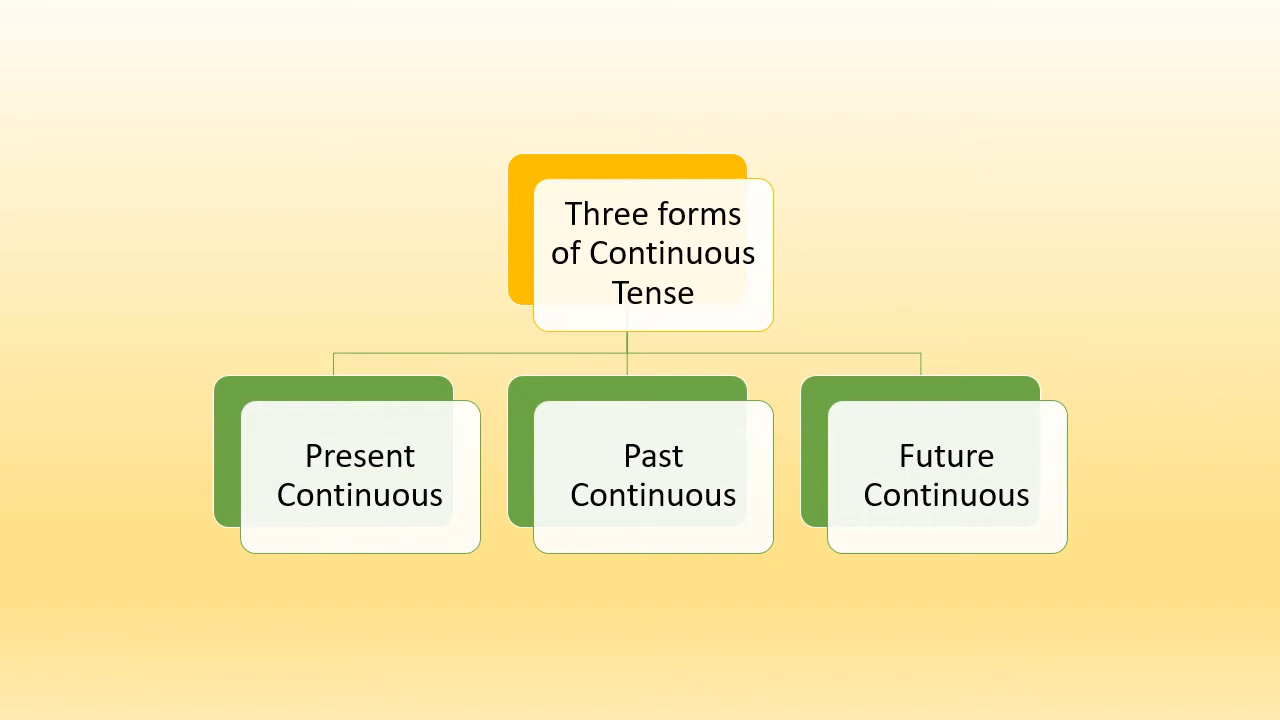 Three forms
of Continuous
Tense
Present
Continuous
Past
Continuous
Future
Continuous